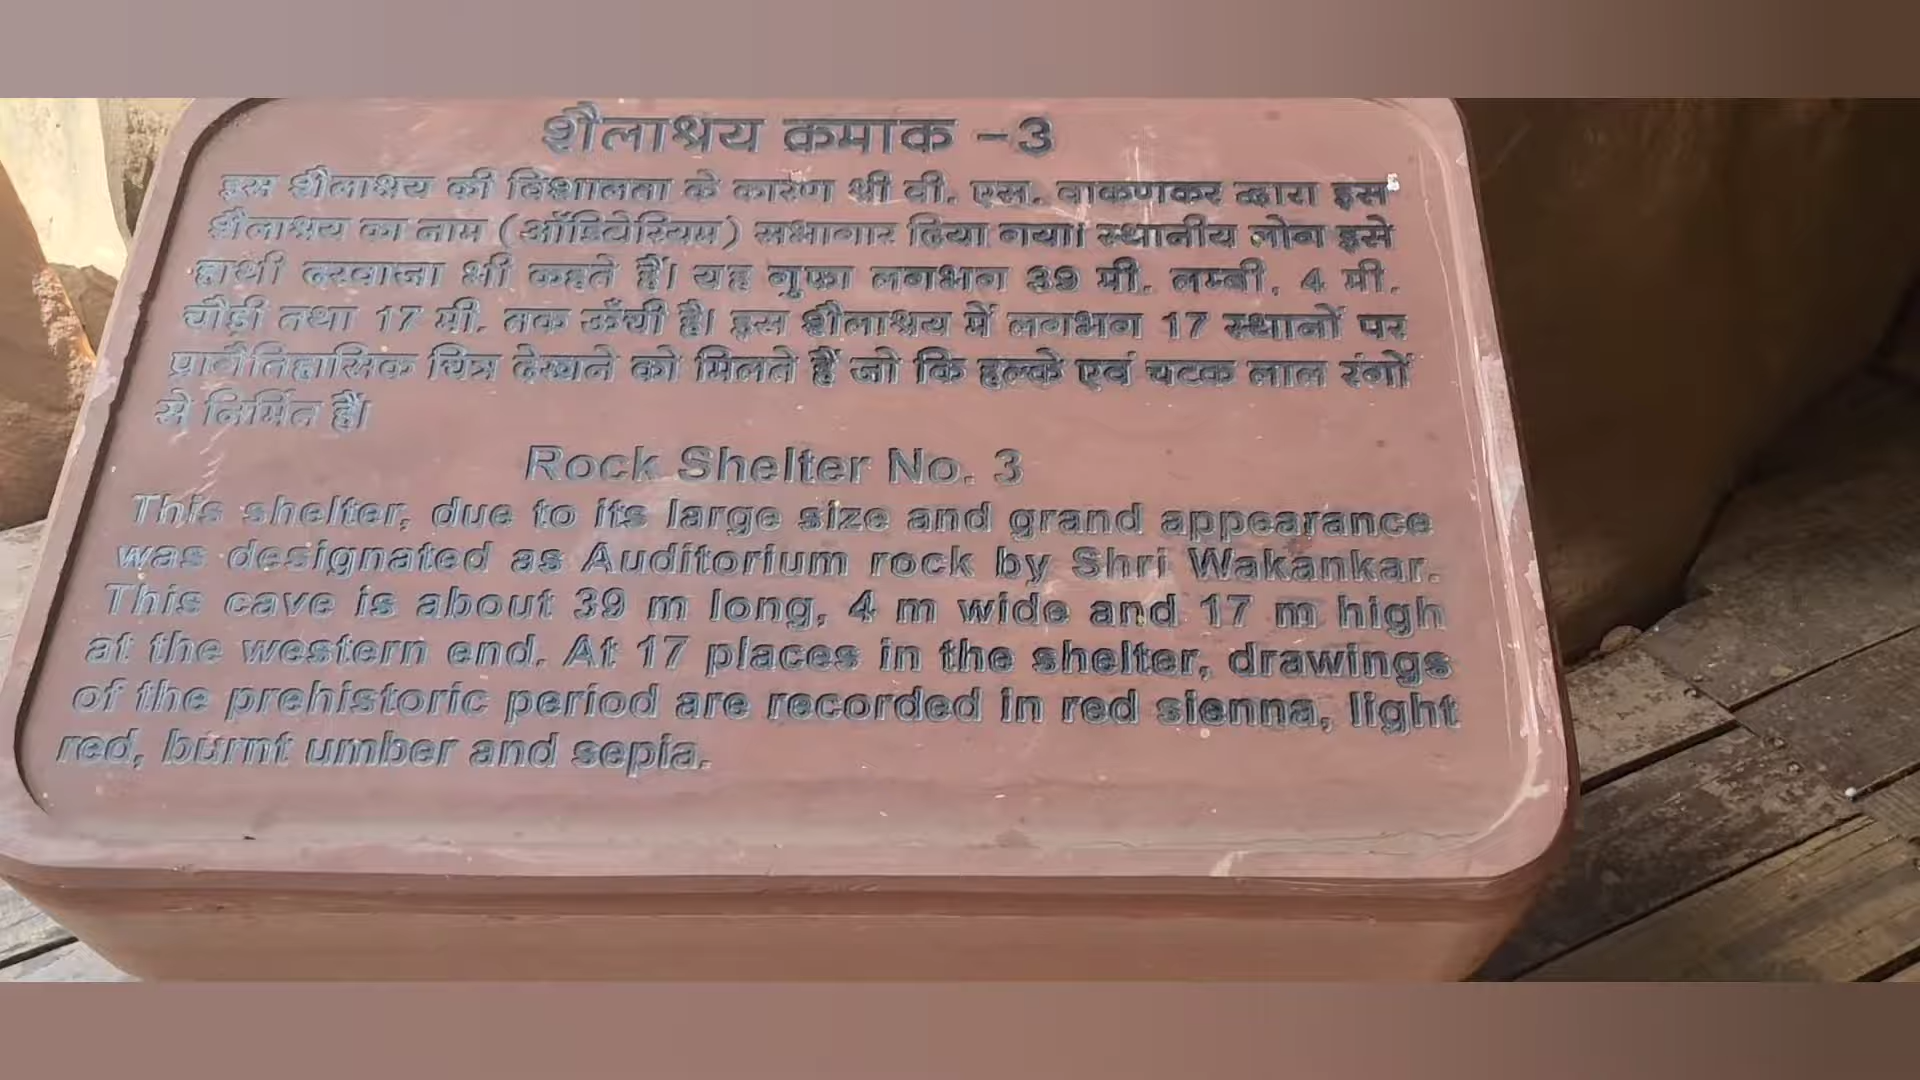 शैलाश्रय क्रमाक –3
इस शैलाश्रय की विशालता के कारण श्री वी. एस. वाकणकर द्वारा इस
शैलाश्रय का नाम (ऑडिटेरियम) सभागार दिया गया। स्थानीय लोग इसे
हाथी दरवाजा भी कहते हैं। यह गुफा लगभग 39 मी. लम्बी, 4 मी.
चौड़ी तथा 17 मी. तक ऊँची है। इस शैलाश्रय में लगभग 17 स्थानों पर
प्रागैतिहासिक चित्र देखने को मिलते हैं जो कि हल्के एवं चटक लाल रंगों
से निर्मित हैं।
Rock Shelter No. 3
This shelter, due to its large size and grand appearance
was designated as Auditorium rock by Shri Wakankar.
This cave is about 39 m long, 4 m wide and 17 m high
at the western end. At 17 places in the shelter, drawings
of the prehistoric period are recorded in red sienna, light
red, burnt umber and sepia.